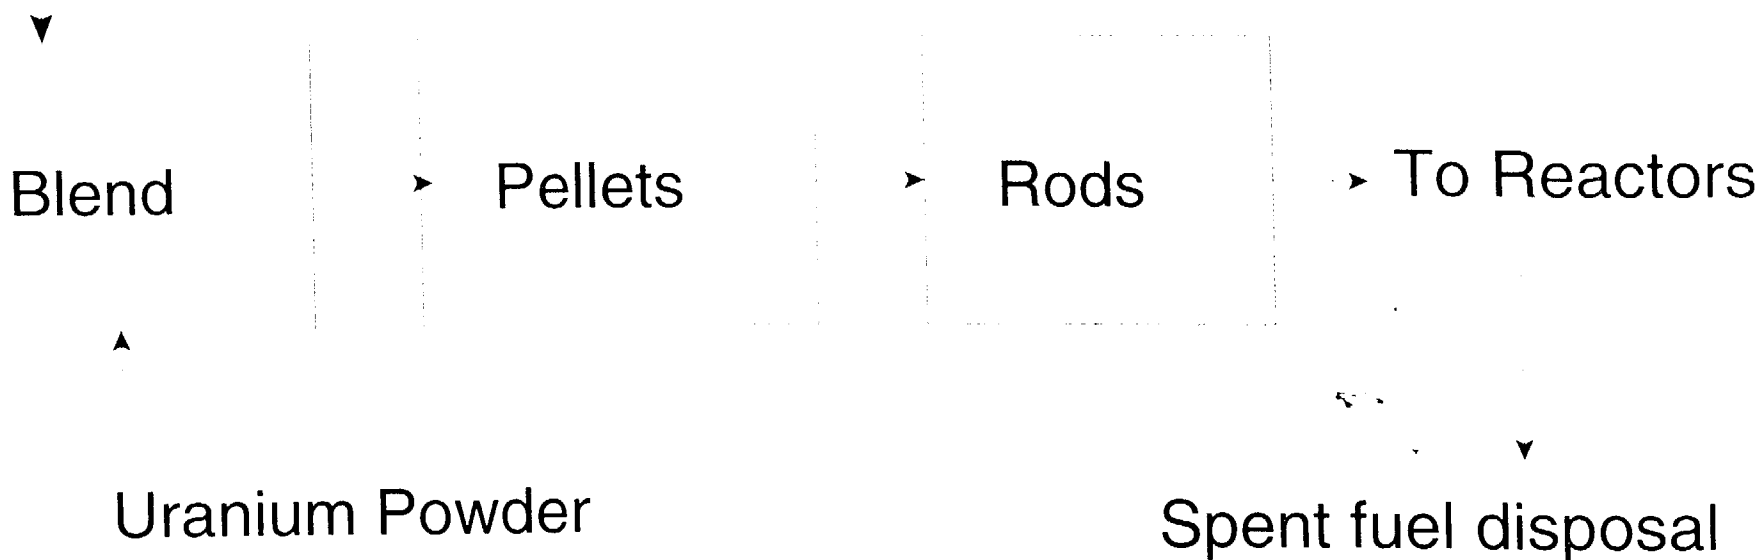 Blend
Pellets
Rods
To Reactors
Uranium Powder
Spent fuel disposal